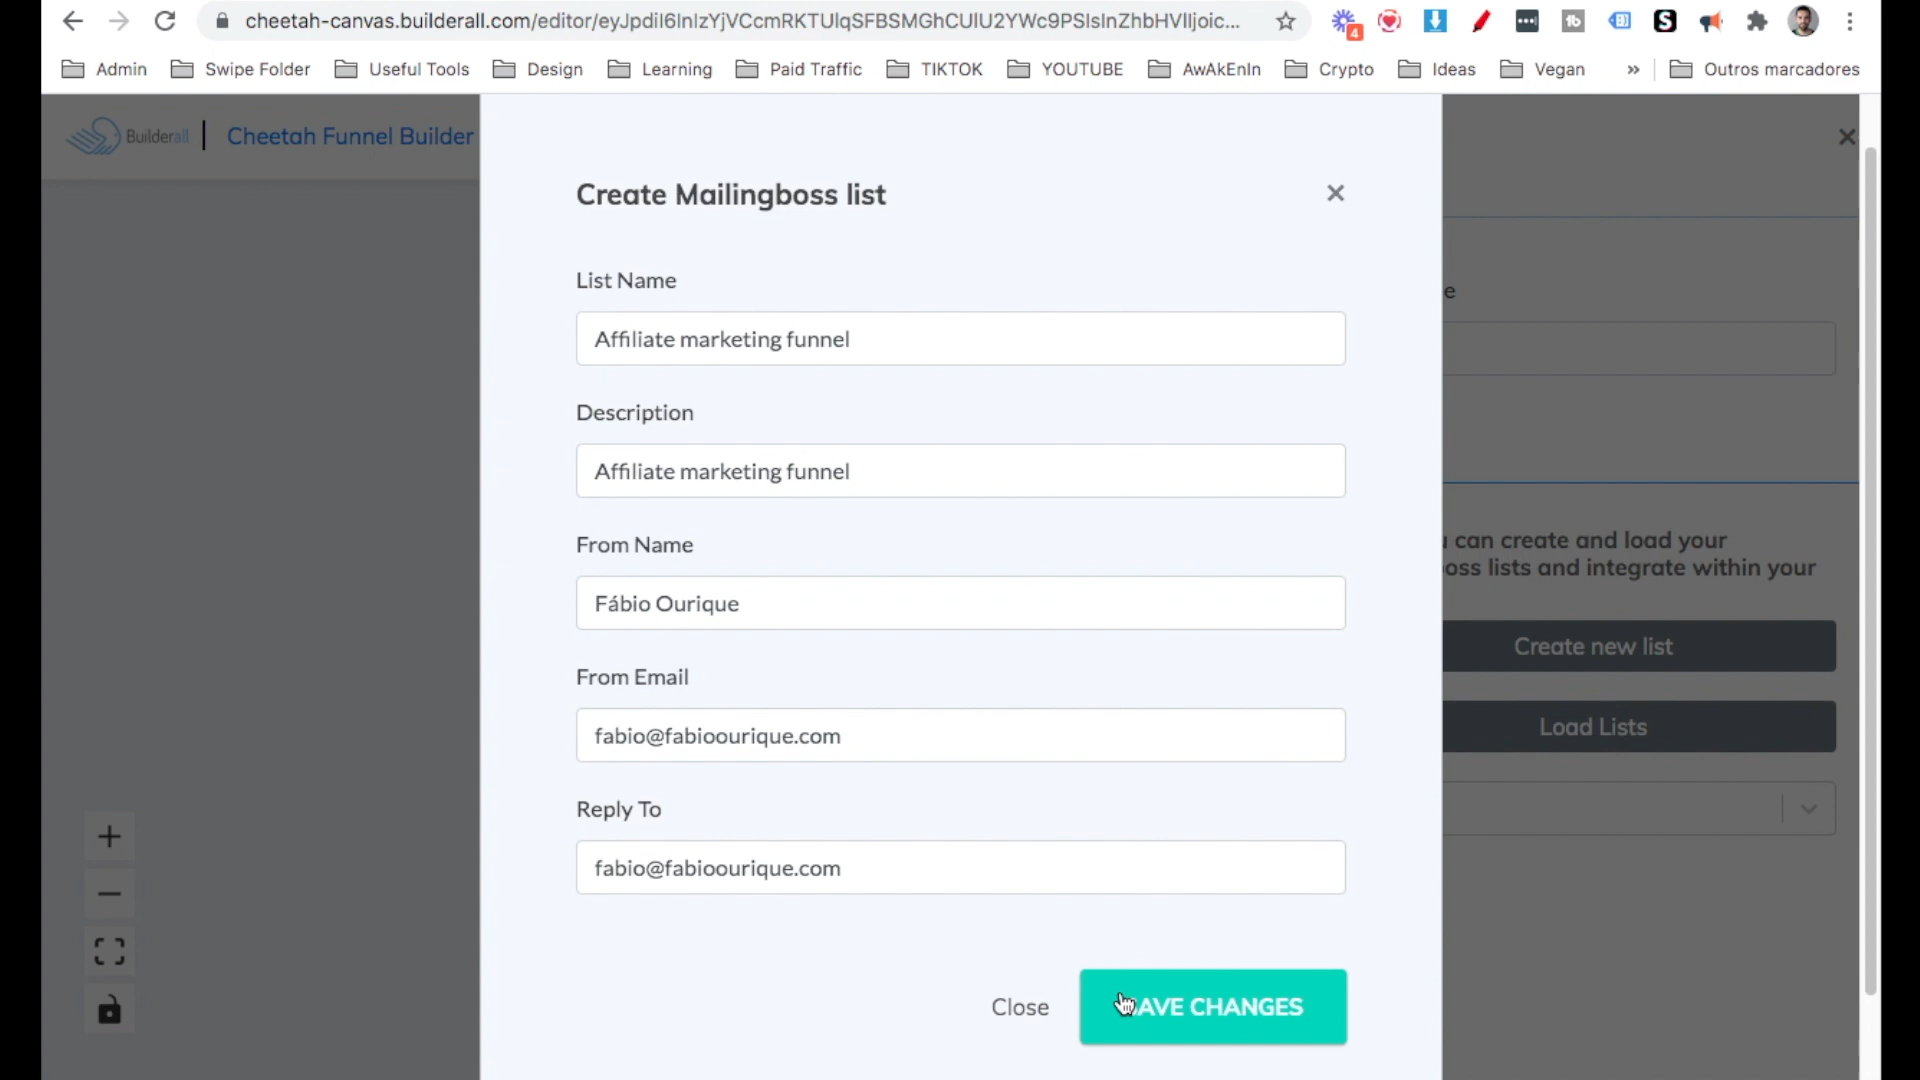 cheetah-canvas.builderall.com/editor/eyJpdiI6InIzYjVCcmRKTUlqSFBSMGhCUlU2YWc9PSIsInZhbHVlIjoic...
4
Admin Swipe Folder Useful Tools Design Learning Paid Traffic TIKTOK YOUTUBE AwAkEnIn Crypto Ideas Vegan » Outros marcadores
Builderall | Cheetah Funnel Builder
Create Mailingboss list
List Name
e
Affiliate marketing funnel
Description
Affiliate marketing funnel
can create and load your
From Name
oss lists and integrate within your
Fábio Ourique
Create new list
From Email
Load Lists
fabio@fabioourique.com
Reply To
fabio@fabioourique.com
Close
AVE CHANGES